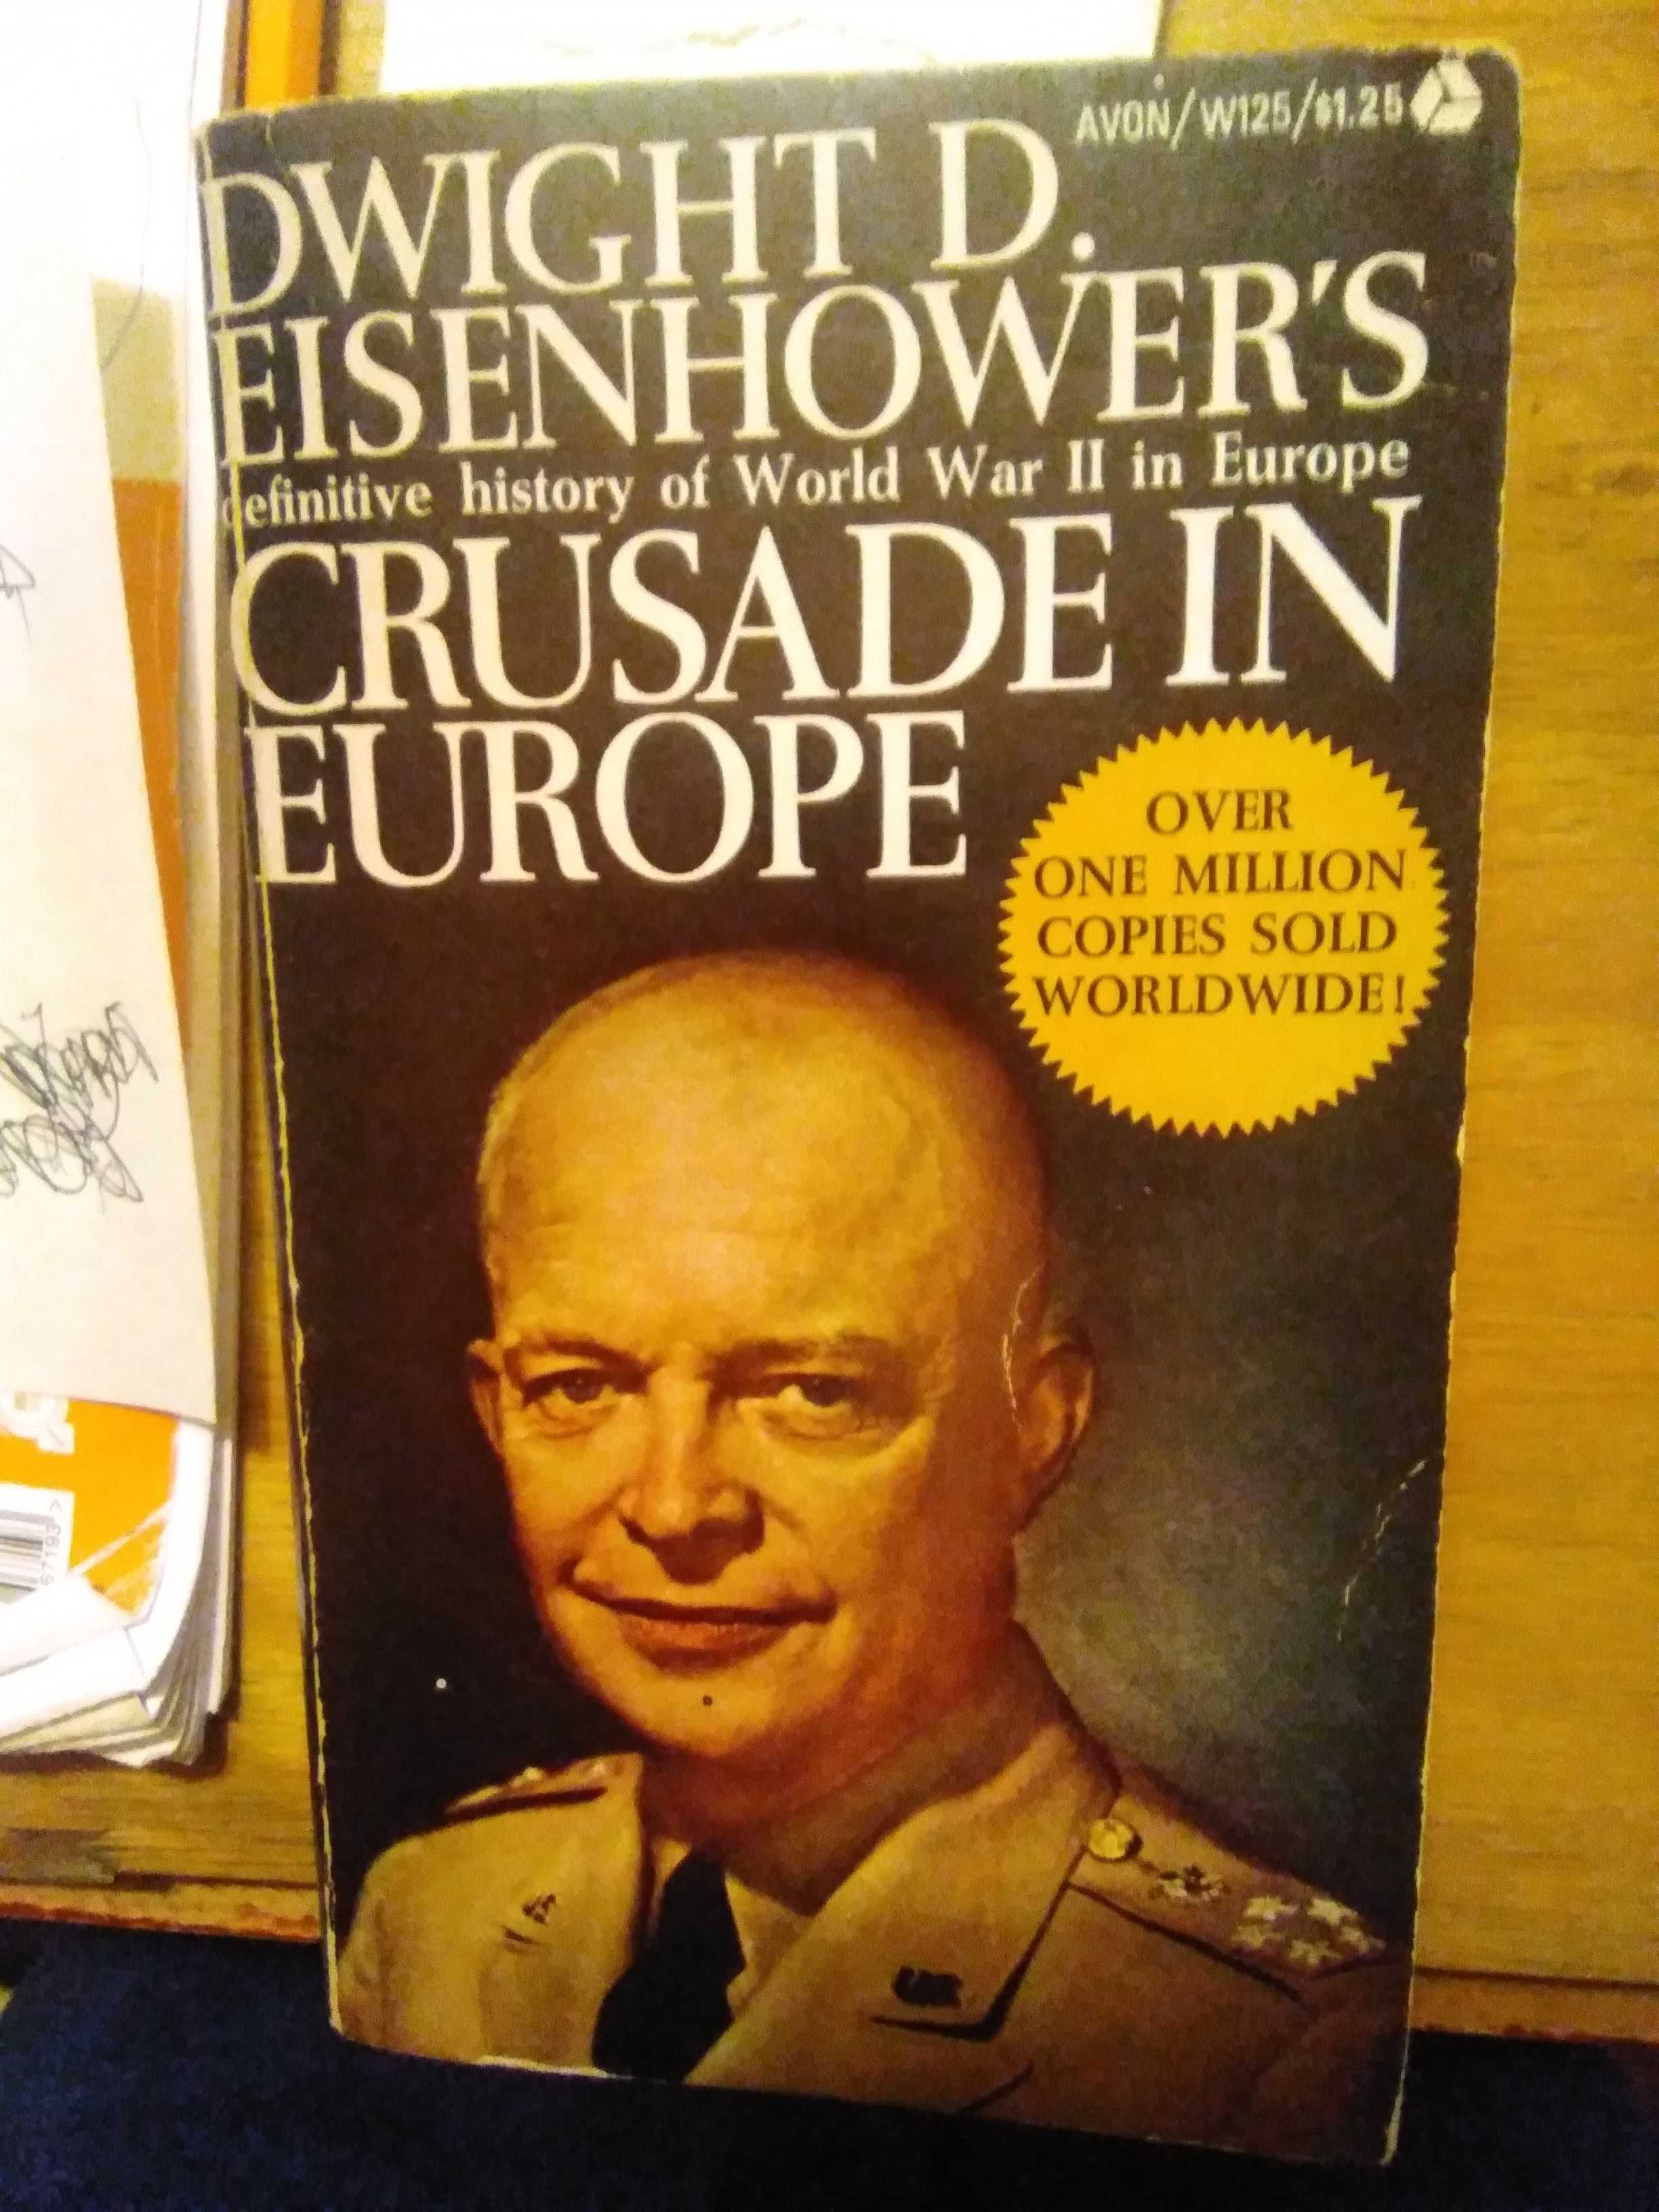 AVON/W125/$1.25
DWIGHT D.
EISENHOWER'S
definitive history of World War II in Europe
CRUSADE IN
EUROPE
OVER
ONE MILLION
COPIES SOLD
WORLDWIDE!
67193